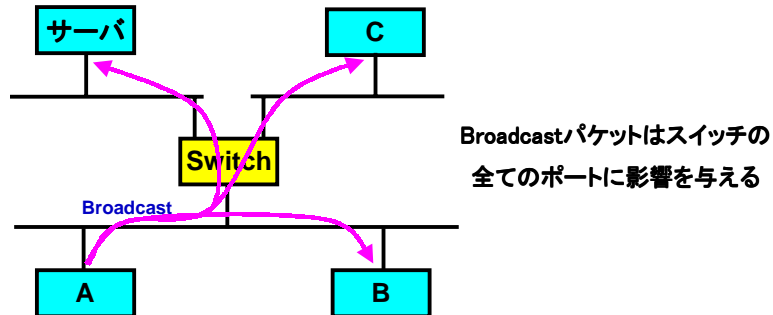 サーバ
C
Switch
Broadcastパケットはスイッチの
全てのポートに影響を与える
Broadcast
A
B